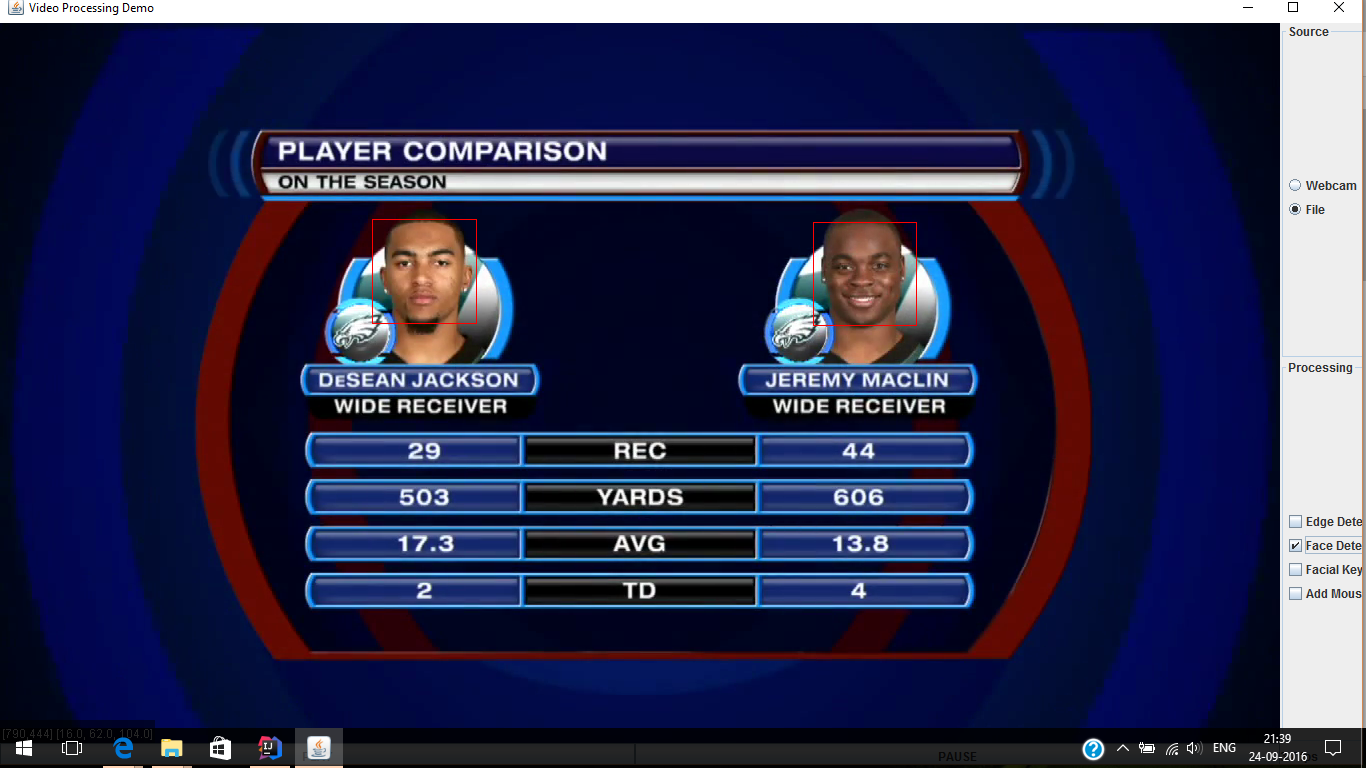 Video Processing Demo
Source
PLAYER COMPARISON
ON THE SEASON
Webcam
File
DESEAN JACKSON
JEREMY MACLIN
WIDE RECEIVER
WIDE RECEIVER
Processing
29 REC 44
503 YARDS 606
17.3 AVG 13.8
2 TD 4
Edge Dete
Face Dete
Facial Key
Add Mous
[790,444] [16.0, 62.0, 104.0]
PAUSE
ENG
21:39
24-09-2016